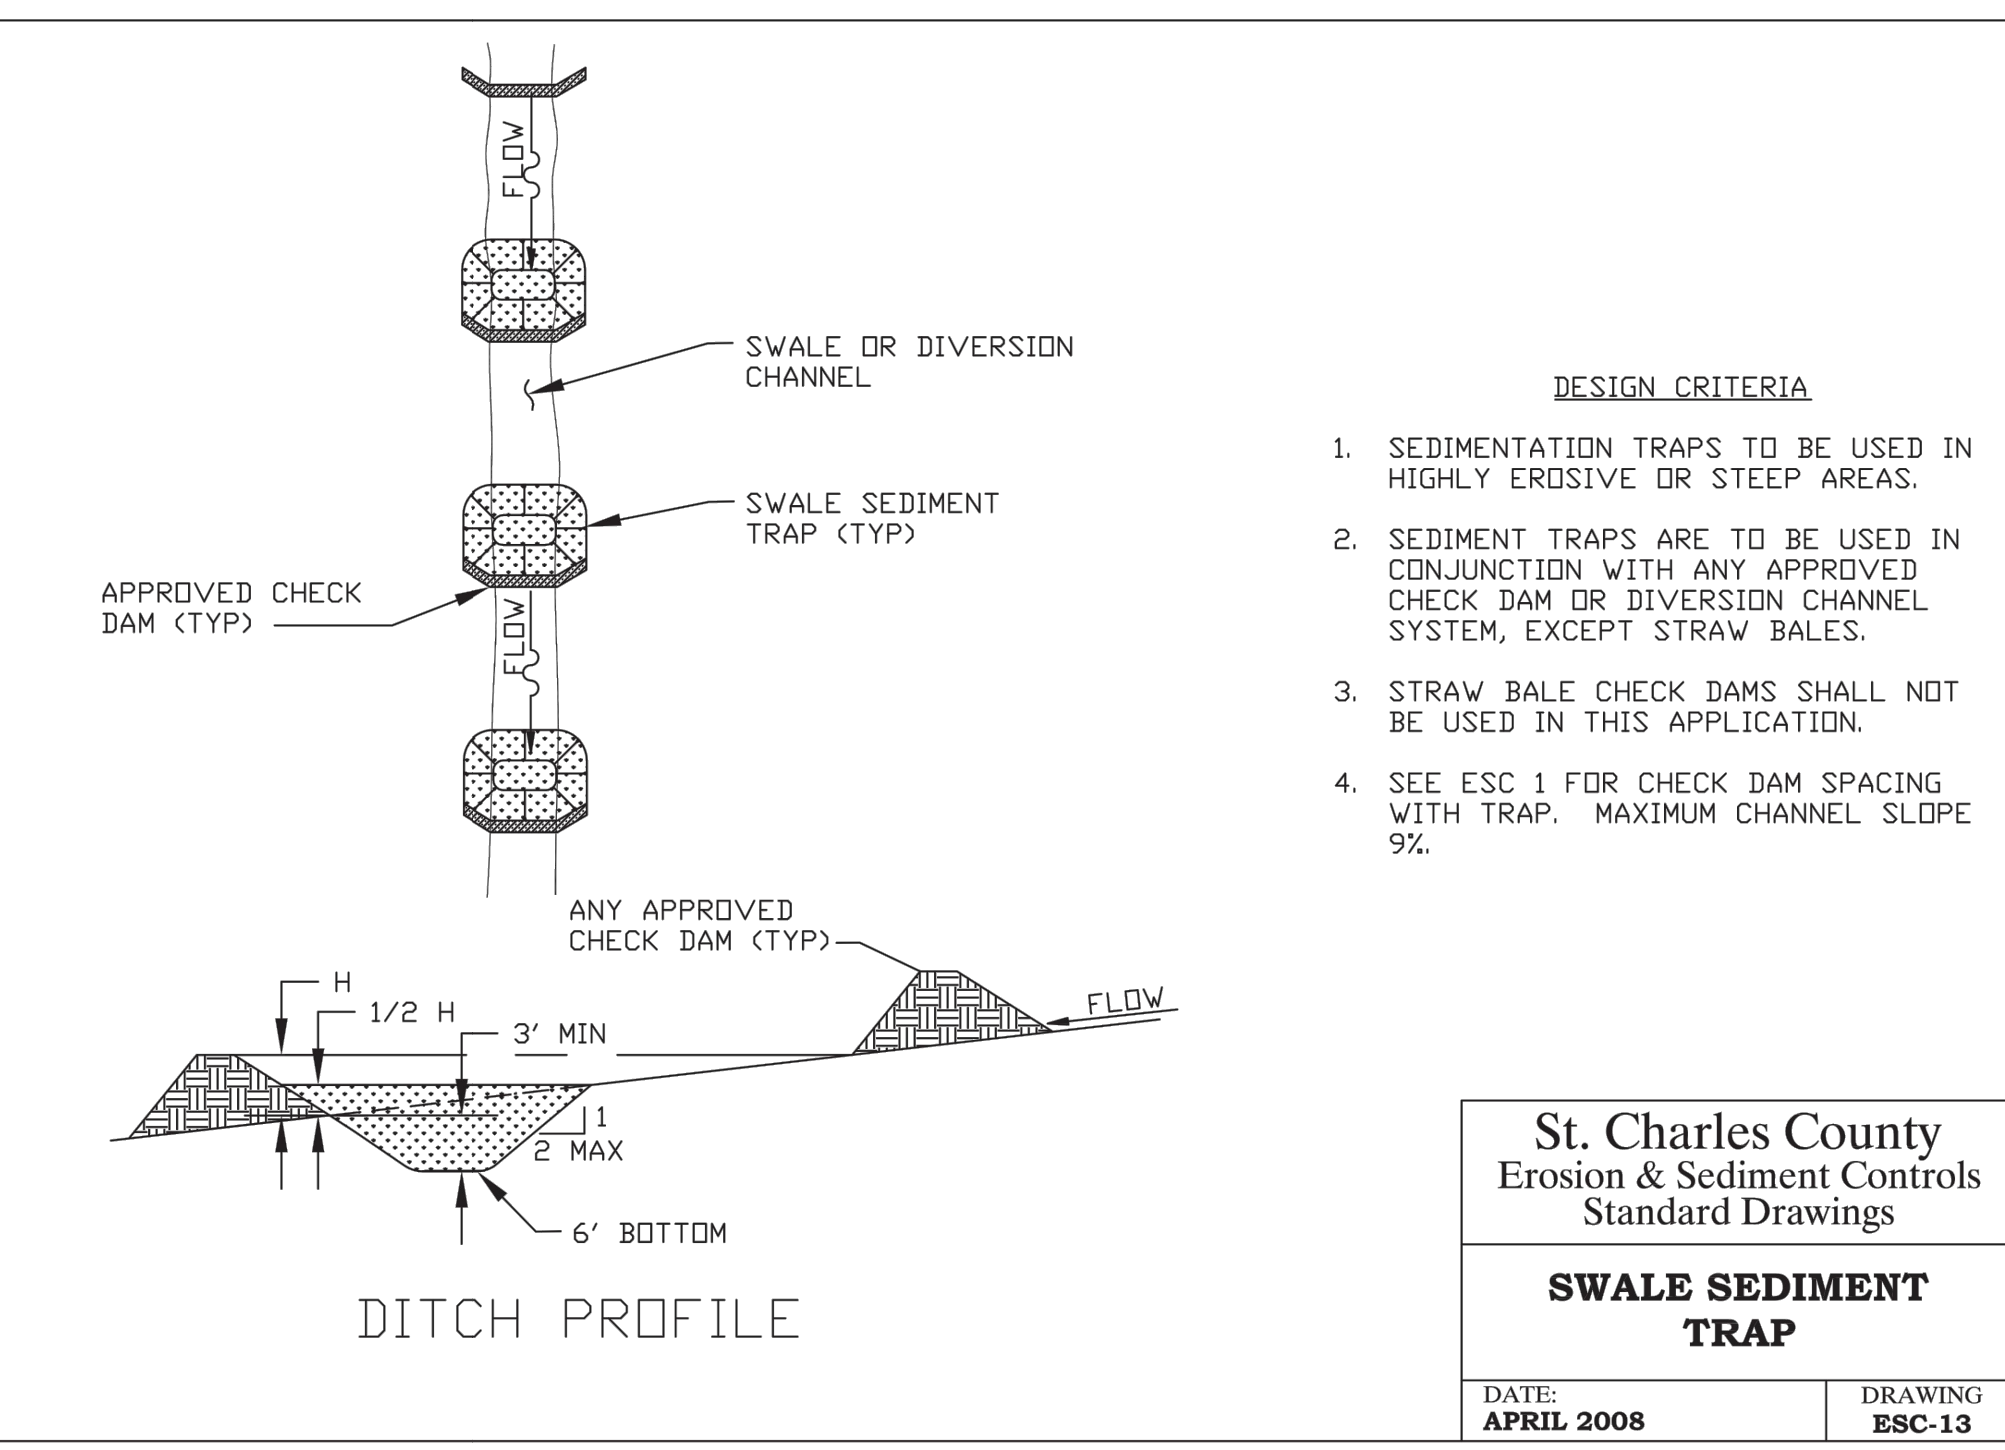 FLOW
SWALE OR DIVERSION
CHANNEL
SWALE SEDIMENT
TRAP (TYP)
APPROVED CHECK
DAM (TYP)
FLOW
DESIGN CRITERIA
1. SEDIMENTATION TRAPS TO BE USED IN
HIGHLY EROSIVE OR STEEP AREAS.
2. SEDIMENT TRAPS ARE TO BE USED IN
CONJUNCTION WITH ANY APPROVED
CHECK DAM OR DIVERSION CHANNEL
SYSTEM, EXCEPT STRAW BALES.
3. STRAW BALE CHECK DAMS SHALL NOT
BE USED IN THIS APPLICATION.
4. SEE ESC 1 FOR CHECK DAM SPACING
WITH TRAP. MAXIMUM CHANNEL SLOPE
9%.
ANY APPROVED
CHECK DAM (TYP)
H
1/2 H
3' MIN
FLOW
1
2 MAX
6' BOTTOM
DITCH PROFILE
St. Charles County
Erosion & Sediment Controls
Standard Drawings
SWALE SEDIMENT
TRAP
DATE:
APRIL 2008
DRAWING
ESC-13